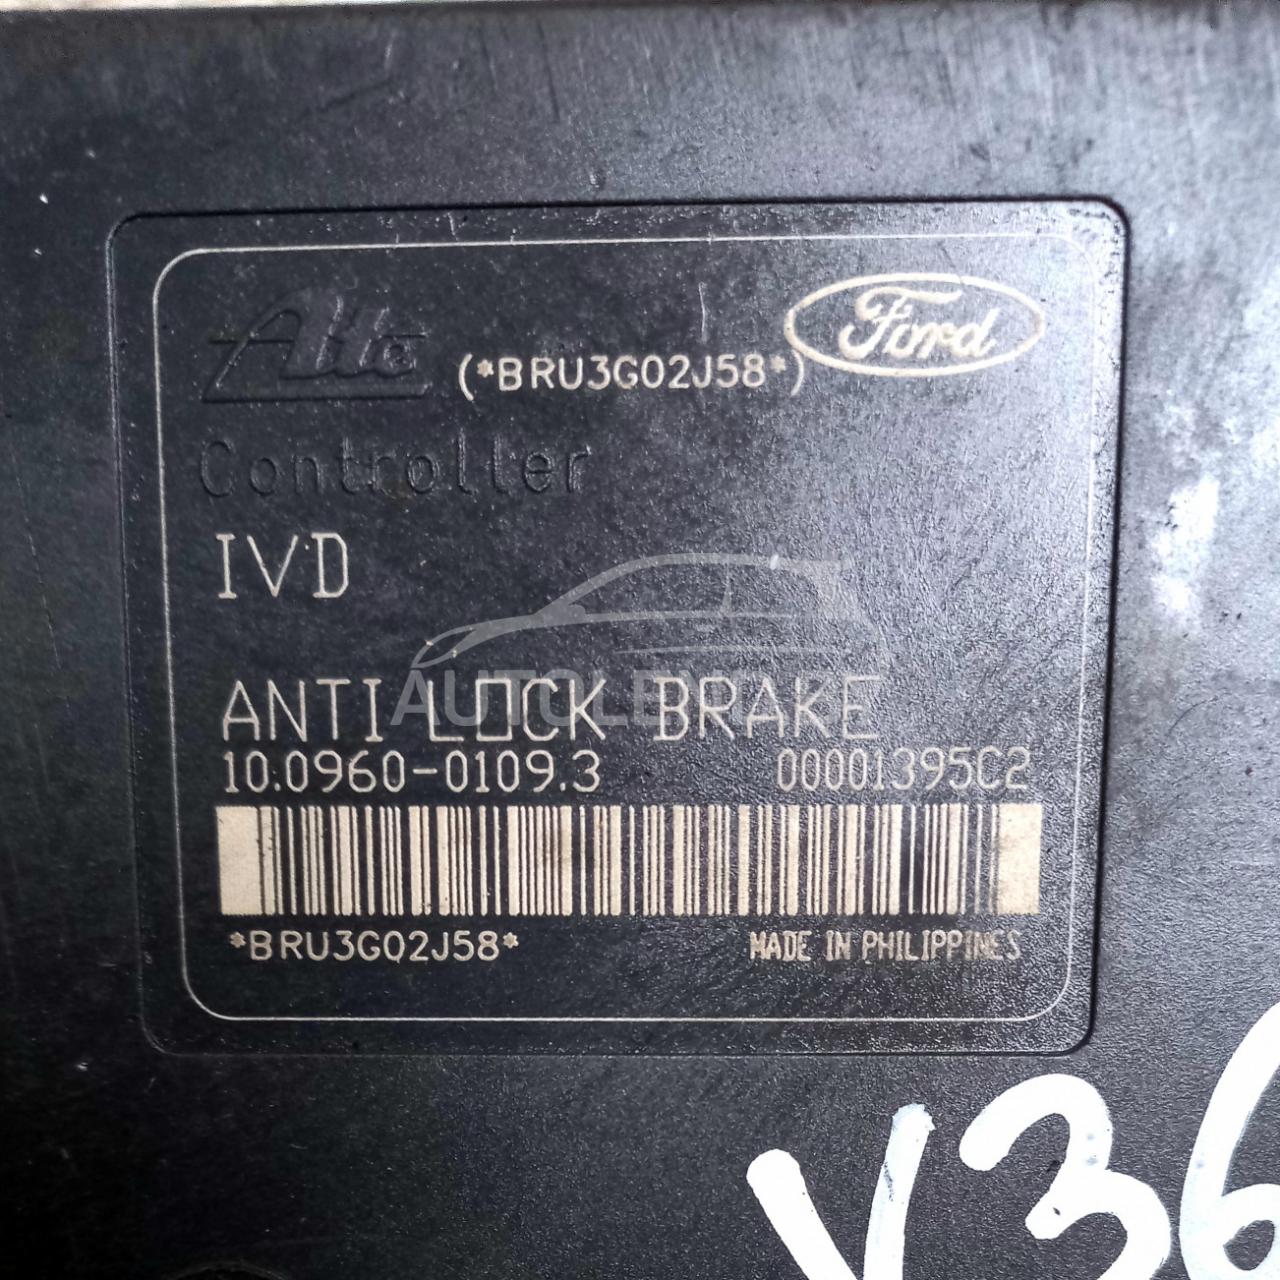 Ate
Ford
(*BRU3G02J58*)
Controller
IVD
ANTI LOCK BRAKE
10.0960-0109.3 00001395C2
*BRU3G02J58*
MADE IN PHILIPPINES
V36